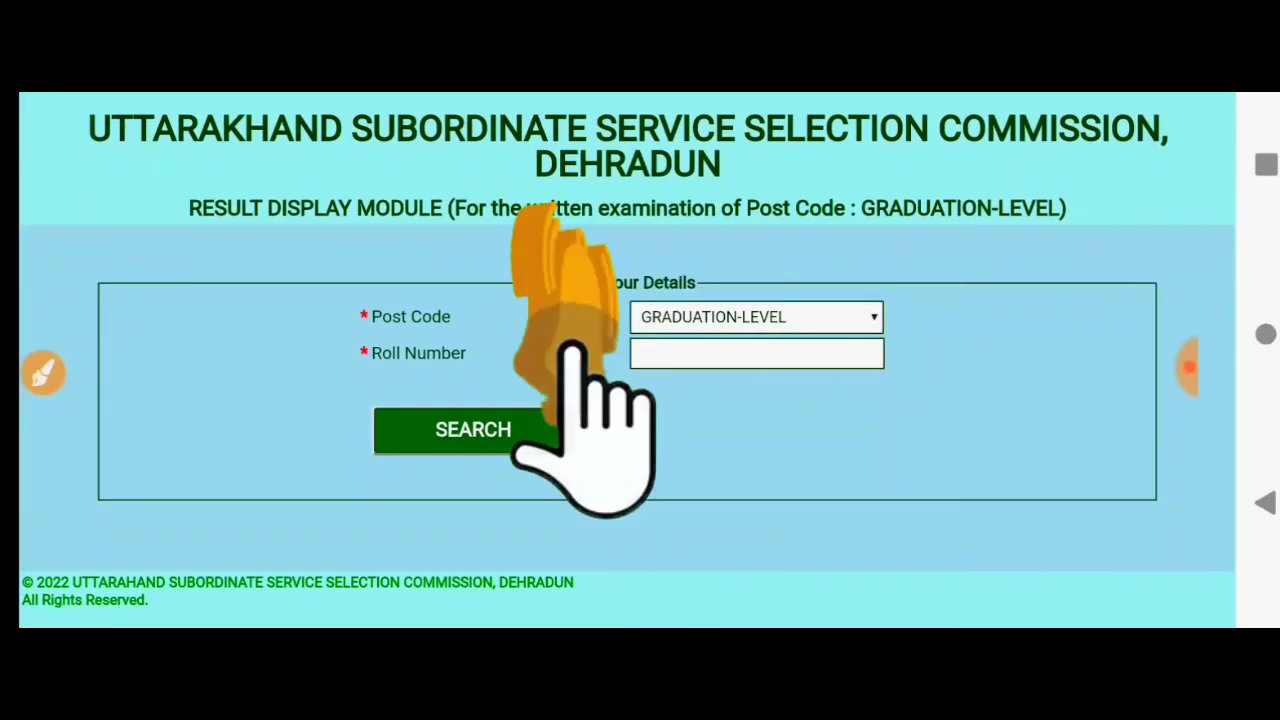 UTTARAKHAND SUBORDINATE SERVICE SELECTION COMMISSION,
DEHRADUN
RESULT DISPLAY MODULE (For the written examination of Post Code : GRADUATION-LEVEL)
Details
* Post Code GRADUATION-LEVEL
* Roll Number
SEARCH
© 2022 UTTARAHAND SUBORDINATE SERVICE SELECTION COMMISSION, DEHRADUN
All Rights Reserved.